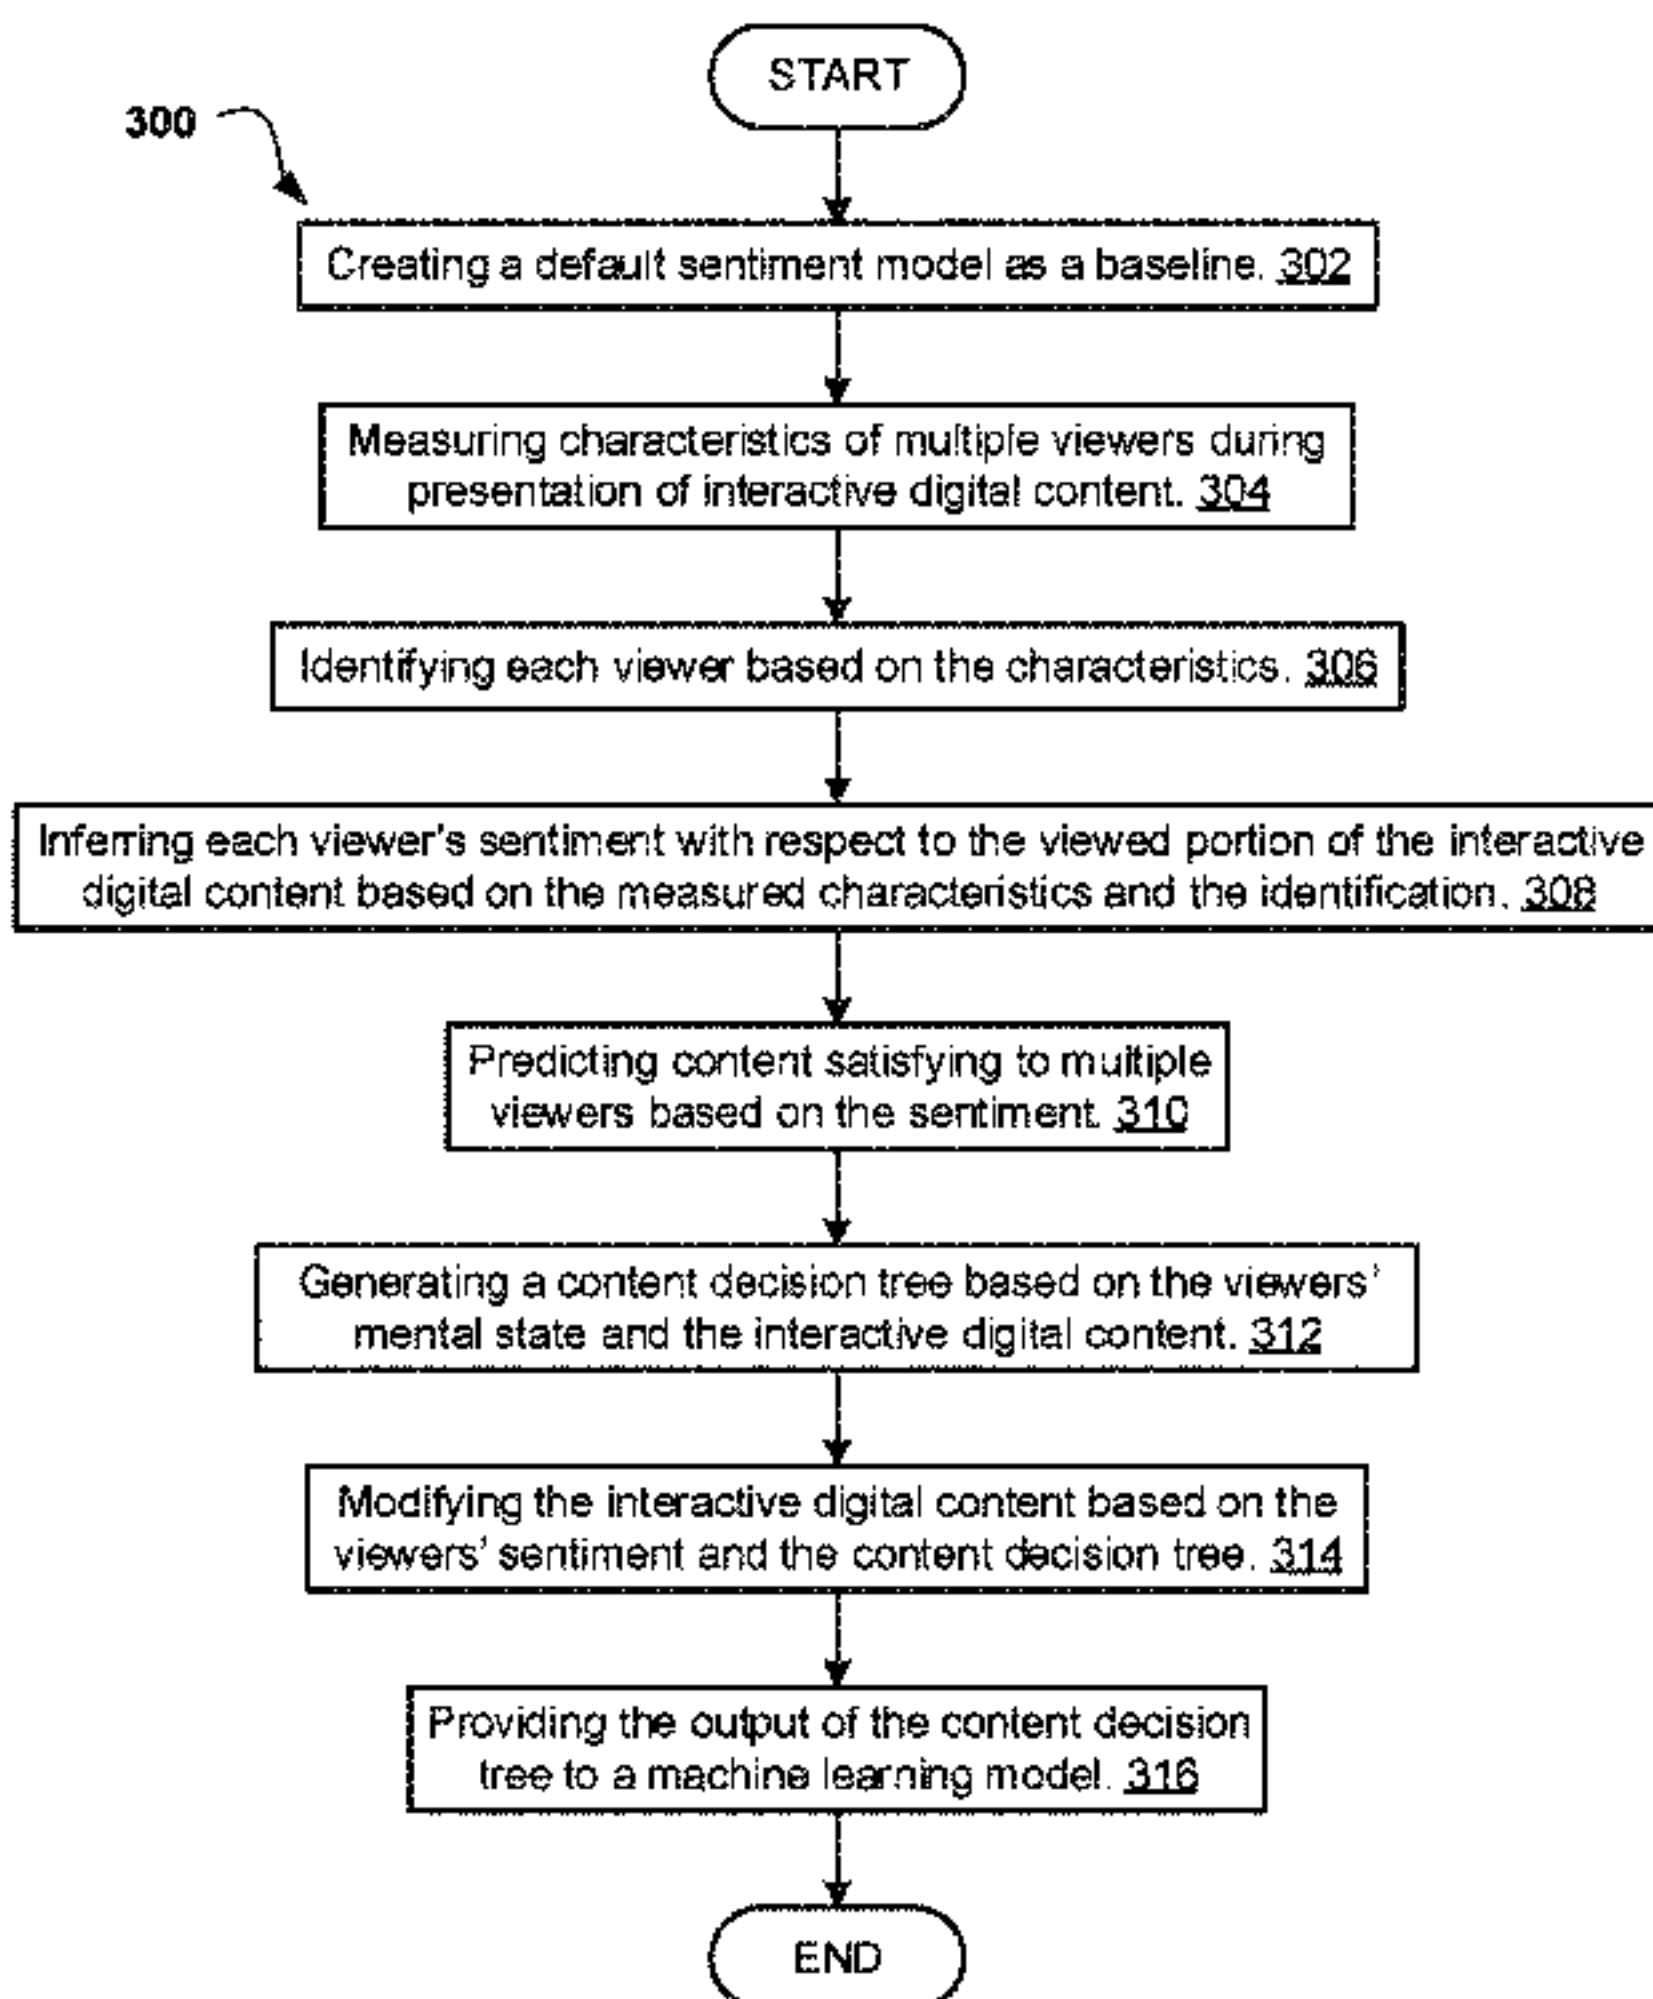 START
300
Creating a default sentiment model as a baseline. 302
Measuring characteristics of multiple viewers during
presentation of interactive digital content. 304
Identifying each viewer based on the characteristics. 306
Inferring each viewer's sentiment with respect to the viewed portion of the interactive
digital content based on the measured characteristics and the identification. 308
Predicting content satisfying to multiple
viewers based on the sentiment. 310
Generating a content decision tree based on the viewers'
mental state and the interactive digital content. 312
Modifying the interactive digital content based on the
viewers' sentiment and the content decision tree. 314
Providing the output of the content decision
tree to a machine learning model. 316
END